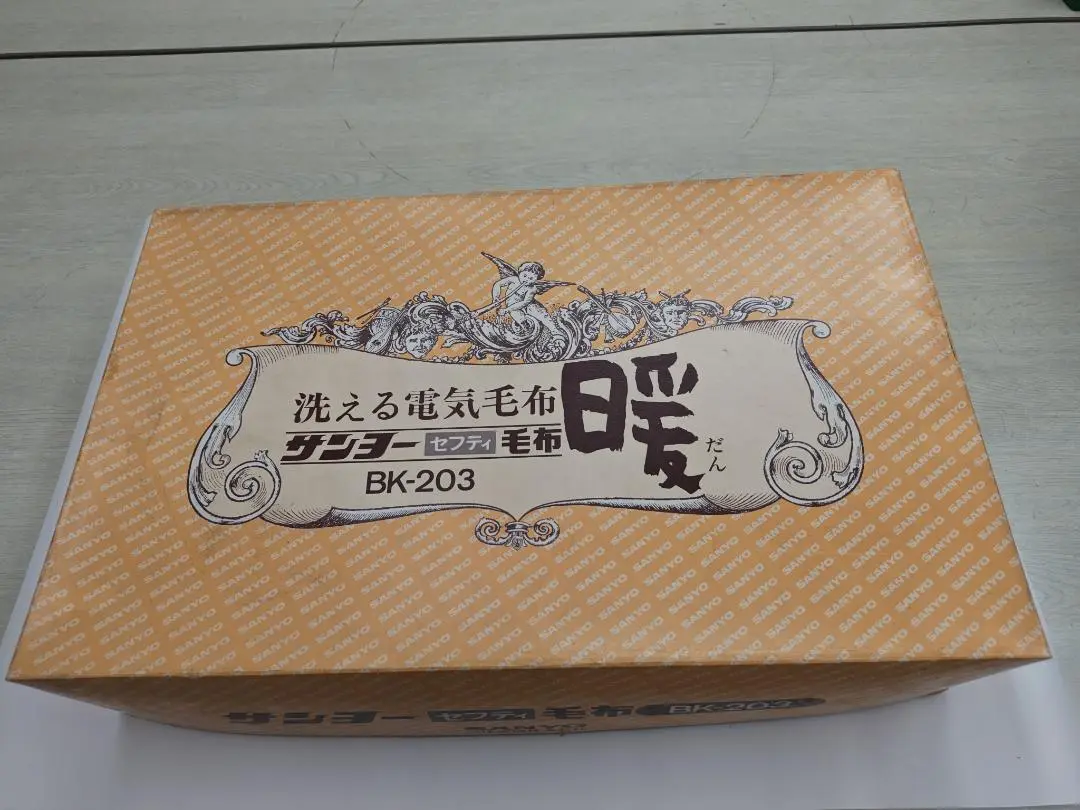 洗える電気毛布
サンヨー セフティ 毛布
BK-203
暖
だん
サンヨー セフティ 毛布 BK-203
SANYO